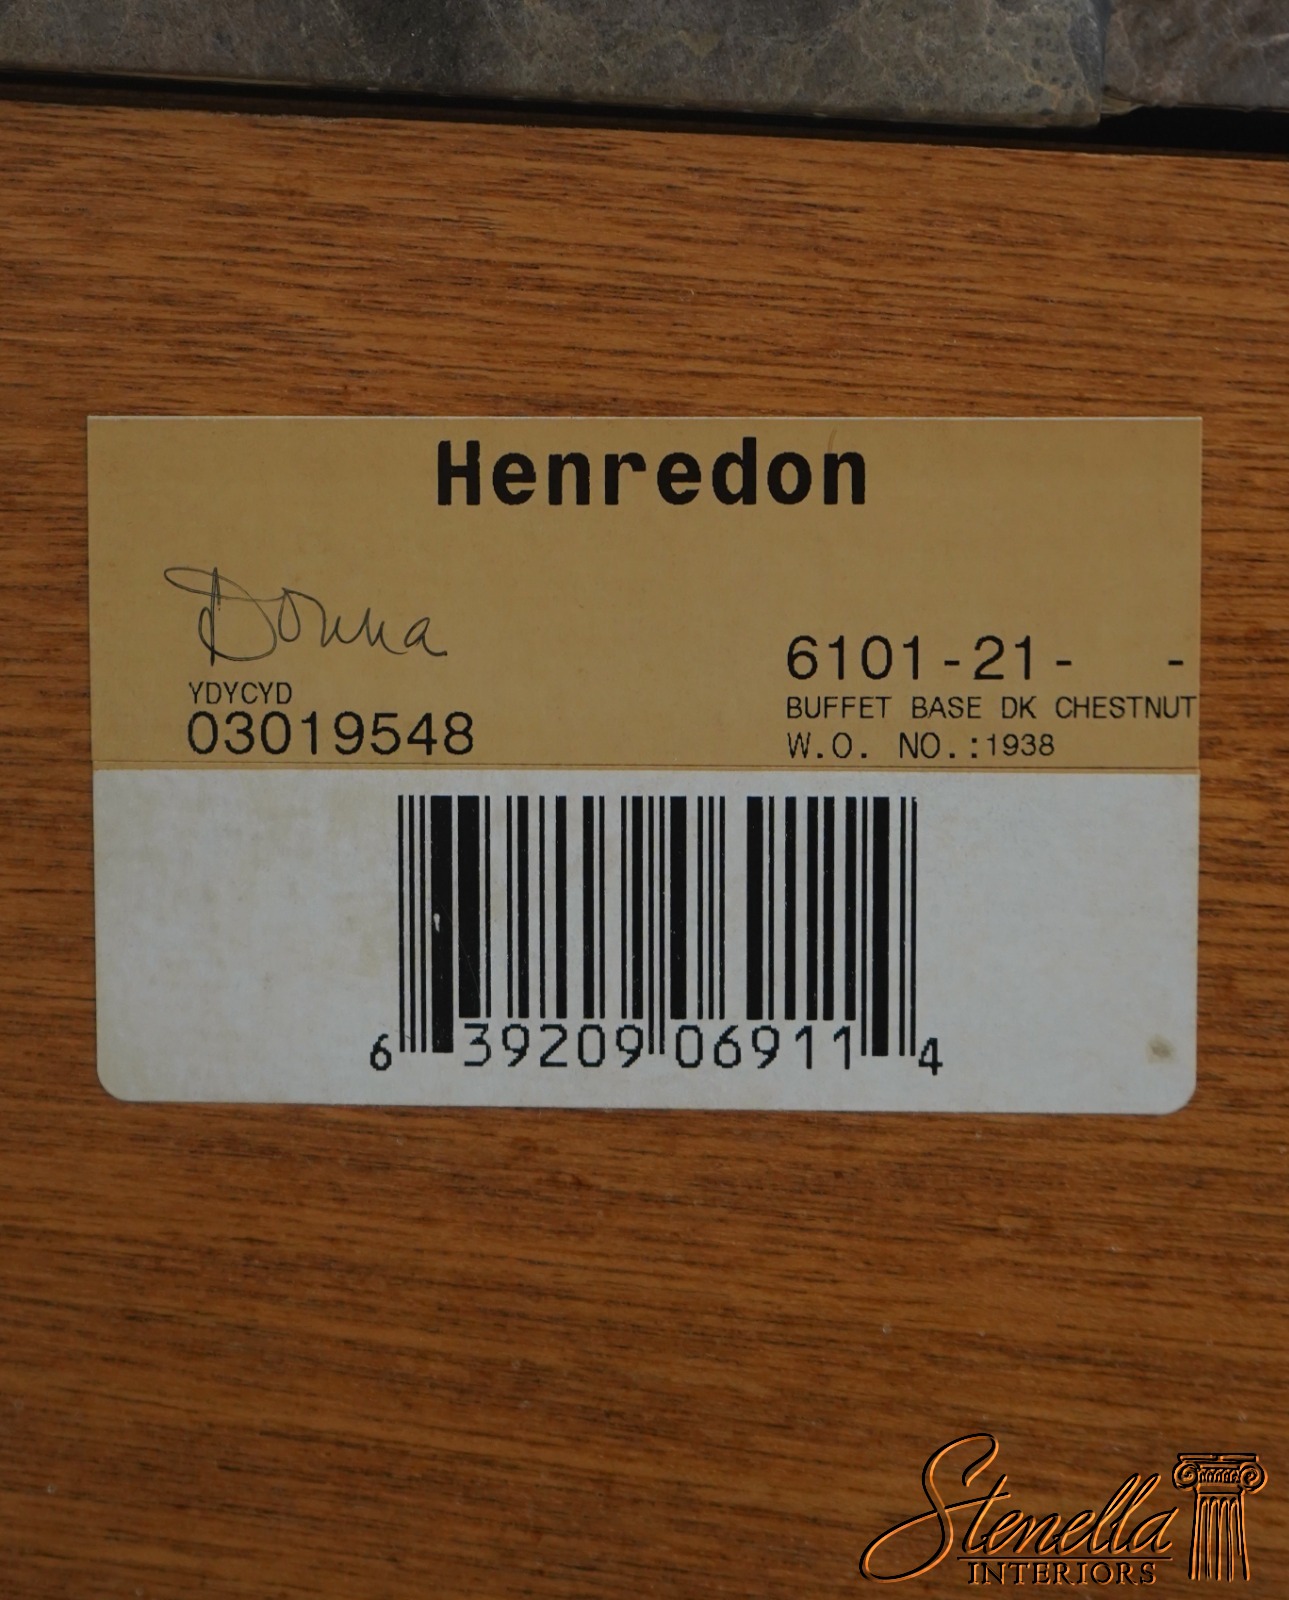 Henredon
Donna
YDYCYD
03019548
6101-21-   -
BUFFET BASE DK CHESTNUT
W.O. NO.:1938
6 39209 06911 4
Stenella
INTERIORS